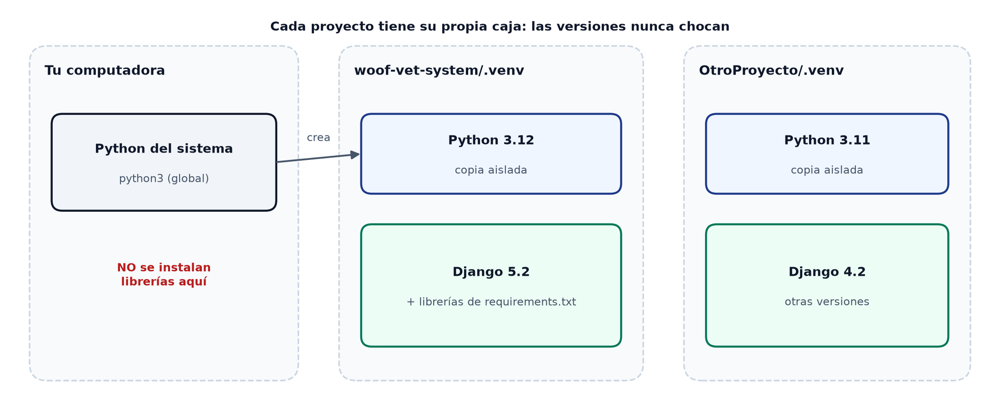 Cada proyecto tiene su propia caja: las versiones nunca chocan
Tu computadora
Python del sistema
python3 (global)
NO se instalan
librerías aquí
crea
woof-vet-system/.venv
Python 3.12
copia aislada
Django 5.2
+ librerías de requirements.txt
OtroProyecto/.venv
Python 3.11
copia aislada
Django 4.2
otras versiones